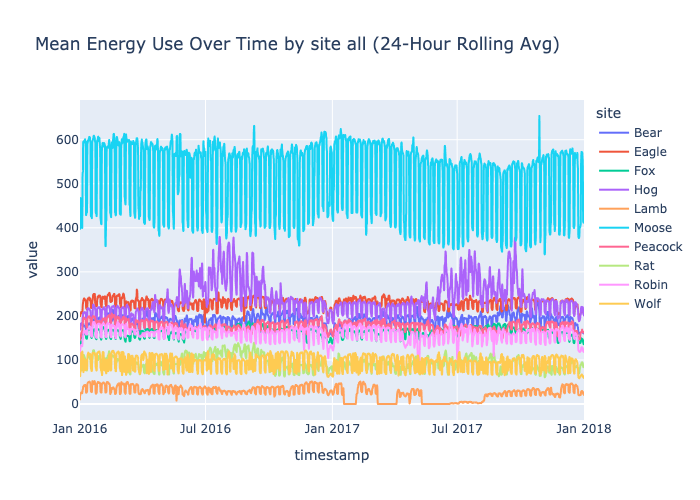 Mean Energy Use Over Time by site all (24-Hour Rolling Avg)
site
Bear
Eagle
Fox
Hog
Lamb
Moose
Peacock
Rat
Robin
Wolf
value
600
500
400
300
200
100
0
Jan 2016
Jul 2016
Jan 2017
Jul 2017
Jan 2018
timestamp